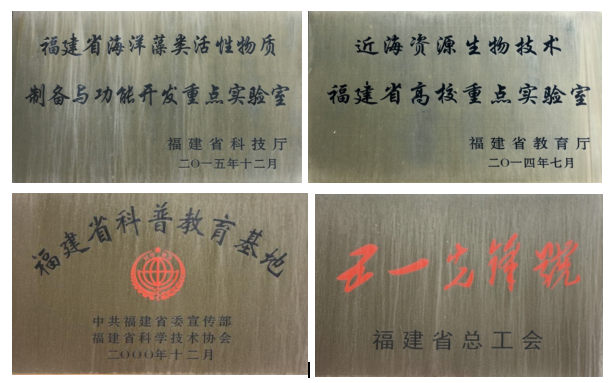 福建省海洋藻类活性物质
制备与功能开发重点实验室
福建省科技厅
二〇一五年十二月
近海资源生物技术
福建省高校重点实验室
福建省教育厅
二〇一四年七月
福建省科普教育基地
中共福建省委宣传部
福建省科学技术协会
二〇〇〇年十二月
五一先锋號
福建省总工会